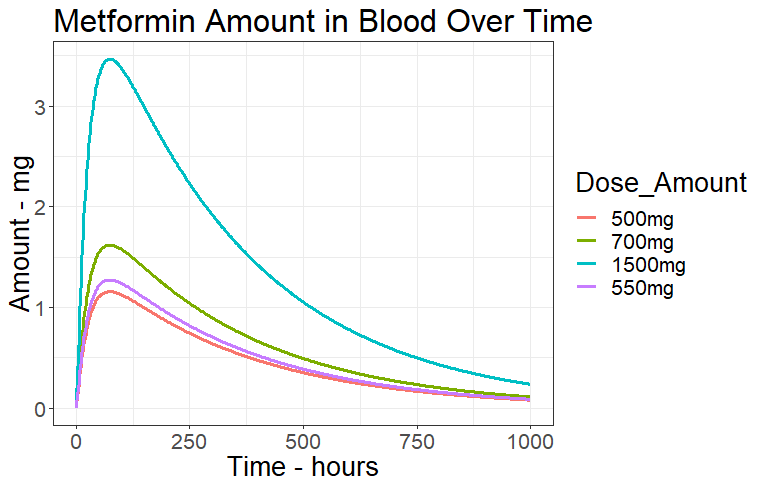 Metformin Amount in Blood Over Time
Amount - mg
3
2
1
0
0 250 500 750 1000
Time - hours
Dose_Amount
500mg
700mg
1500mg
550mg